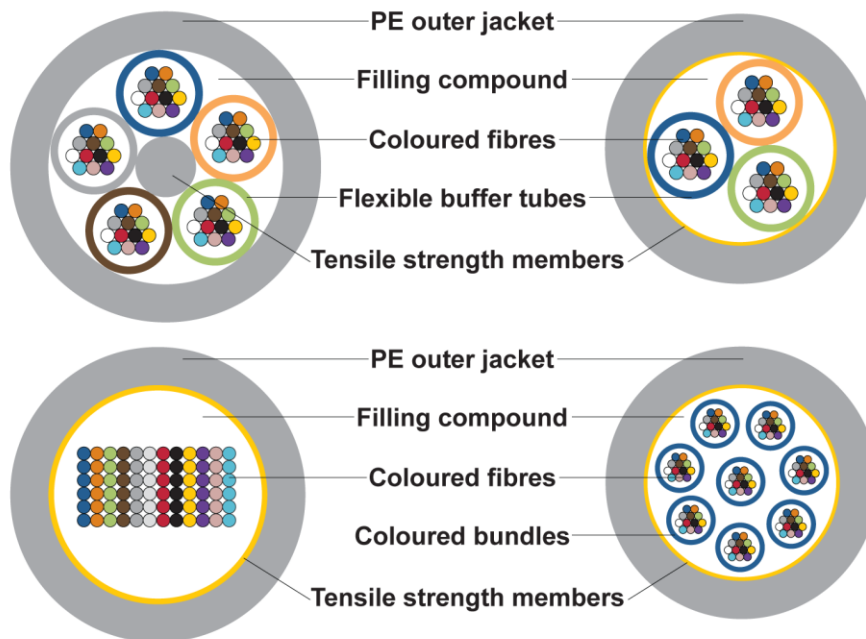 PE outer jacket
Filling compound
Coloured fibres
Flexible buffer tubes
Tensile strength members
PE outer jacket
Filling compound
Coloured fibres
Coloured bundles
Tensile strength members